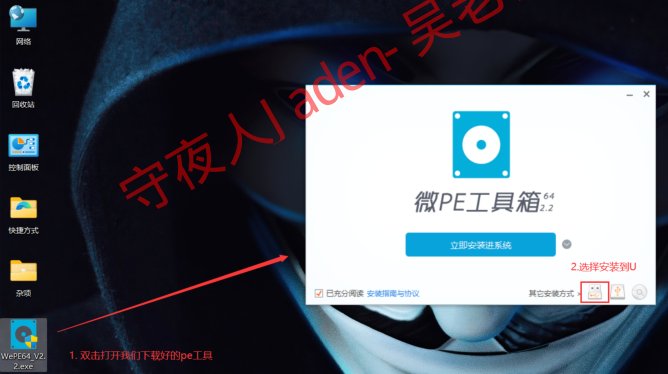 网络
回收站
控制面板
快捷方式
杂项
WePE64_V2.
2.exe
守夜人J aden- 吴老
微PE工具箱 64
2.2
立即安装进系统
2.选择安装到U
已充分阅读 安装指南与协议
其它安装方式
1. 双击打开我们下载好的pe工具